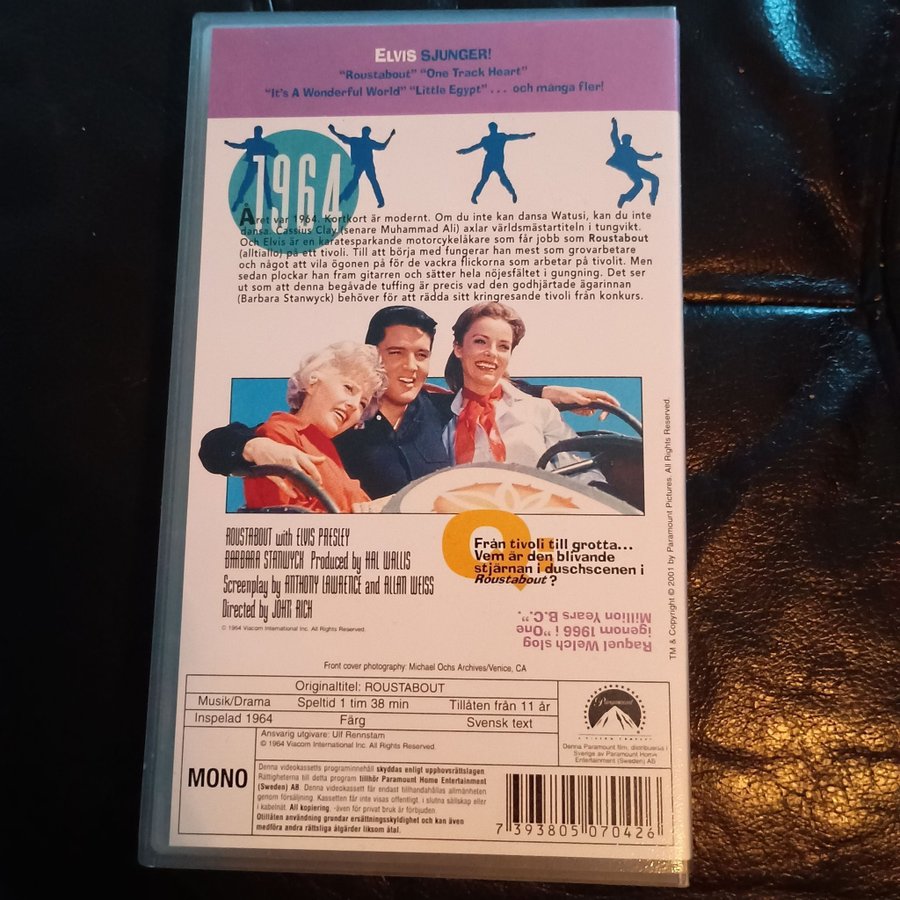 ELVIS SJUNGER!
"Roustabout" "One Track Heart"
"It's A Wonderful World" "Little Egypt" . . . och många fler!
1964
Året var 1964. Kortkort är modernt. Om du inte kan dansa Watusi, kan du inte
dansa. Cassius Clay (senare Muhammad Ali) axlar världsmästartiteln i tungvikt.
Och Elvis är en karatesparkande motorcykelåkare som får jobb som Roustabout
(alltiallo) på ett tivoli. Till att börja med fungerar han mest som grovarbetare
och något att vila ögonen på för de vackra flickorna som arbetar på tivolit. Men
sedan plockar han fram gitarren och sätter hela nöjesfältet i gungning. Det ser
ut som att denna begåvade tuffing är precis vad den godhjärtade ägarinnan
(Barbara Stanwyck) behöver för att rädda sitt kringresande tivoli från konkurs.
ROUSTABOUT with ELVIS PRESLEY
BARBARA STANWYCK Produced by HAL WALLIS
Screenplay by ANTHONY LAWRENCE and ALLAN WEISS
Directed by JOHN RICH
© 1964 Viacom International Inc. All Rights Reserved.
Q:
Från tivoli till grotta...
Vem är den blivande
stjärnan i duschscenen i
Roustabout?
Raquel Welch slog
igenom 1966 i "One
Million Years B.C.".
TM & Copyright © 2001 by Paramount Pictures. All Rights Reserved.
Front cover photography: Michael Ochs Archives/Venice, CA
Originaltitel: ROUSTABOUT
Musik/Drama Speltid 1 tim 38 min Tillåten från 11 år
Inspelad 1964 Färg Svensk text
Ansvarig utgivare: Ulf Rennstam
© 1964 Viacom International Inc. All Rights Reserved.
Paramount
A VIACOM COMPANY
Denna Paramount film, distribueras i
Sverige av Paramount Home
Entertainment (Sweden) AB
MONO
Denna videokassetts programinnehåll skyddas enligt upphovsrättslagen
Rättigheterna till detta program tillhör Paramount Home Entertainment
(Sweden) AB. Denna videokassett får endast tillhandahållas allmänheten
genom försäljning. Kassetten får inte visas offentligt, i slutna sällskap eller
i kabelnät. All kopiering, -även för privat bruk är förbjuden.
Otillåten användning grundar ersättningsskyldighet och kan även
medföra andra rättsliga åtgärder liksom åtal.
7 393805 070426